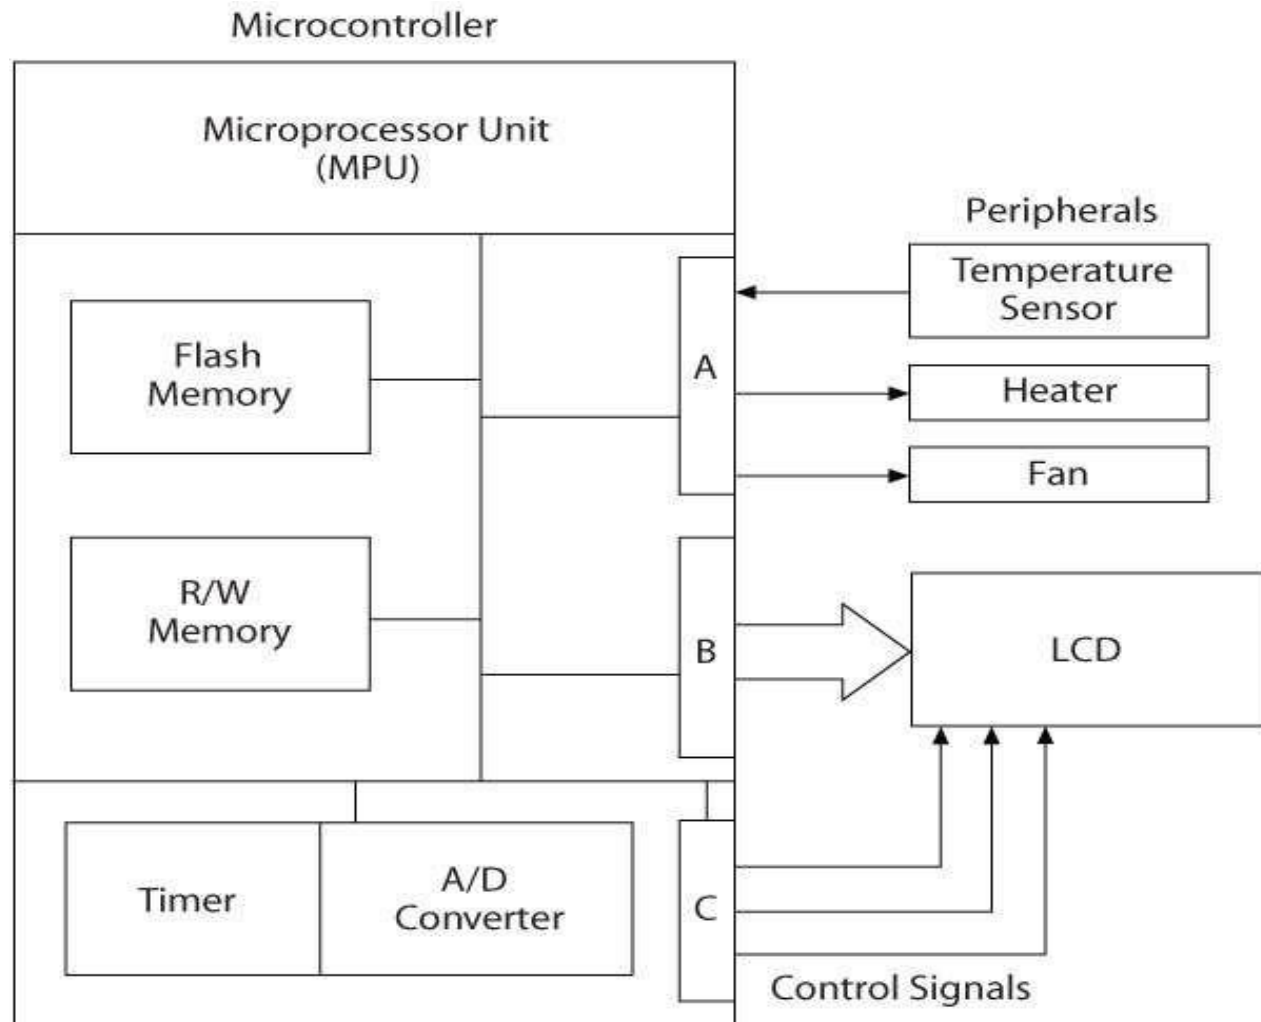 Microcontroller
Microprocessor Unit
(MPU)
Peripherals
Temperature
Sensor
Flash
Memory
A
Heater
Fan
R/W
Memory
B
LCD
Timer
A/D
Converter
C
Control Signals